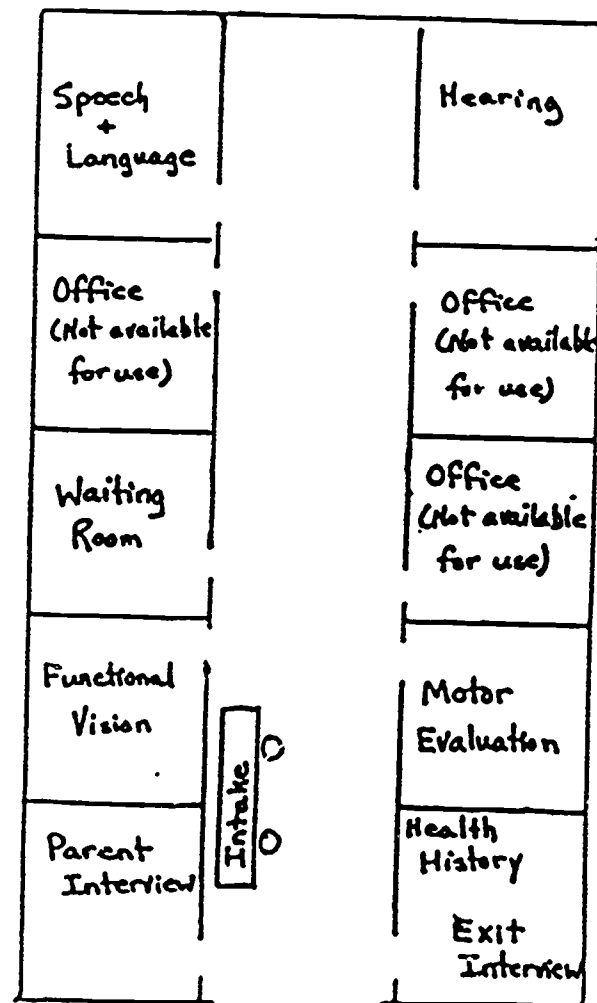 Speech
+
Language
Hearing
Office
(Not available
for use)
Office
(Not available
for use)
Waiting
Room
Office
(Not available
for use)
Functional
Vision
Motor
Evaluation
Intake
Parent
Interview
Health
History
Exit
Interview